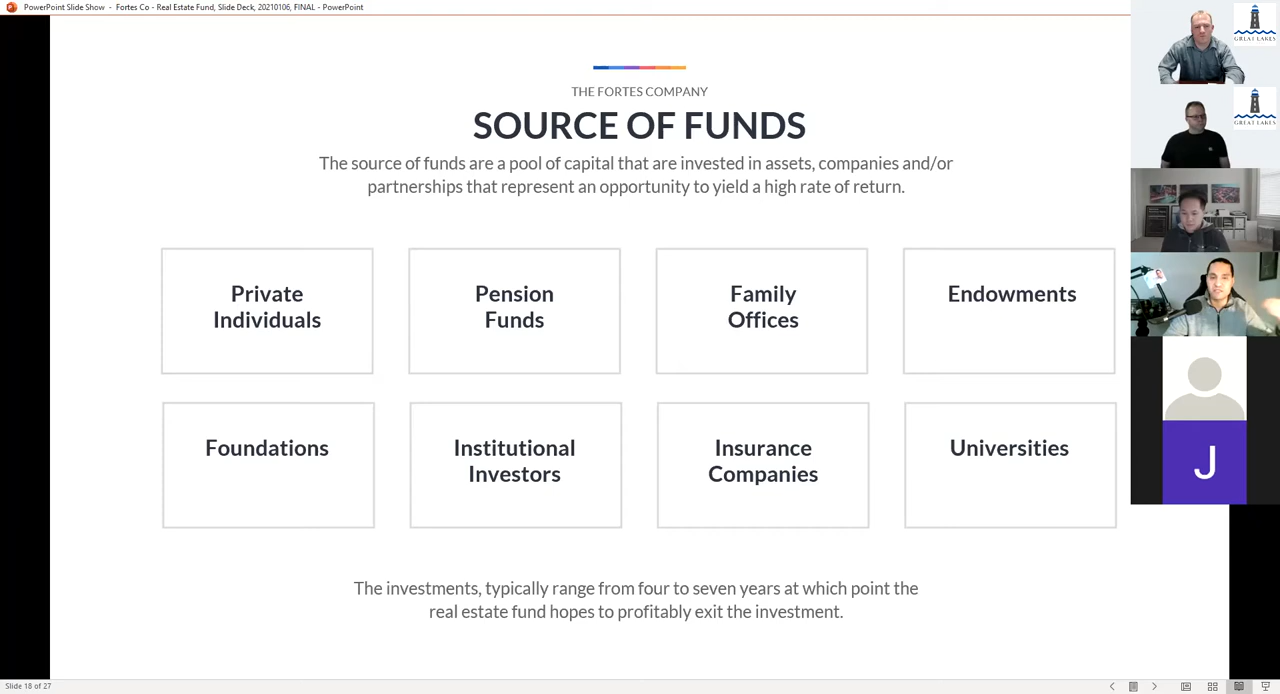 PowerPoint Slide Show - Fortes Co - Real Estate Fund, Slide Deck, 20210106, FINAL - PowerPoint
GREAT LAKES
THE FORTES COMPANY
SOURCE OF FUNDS
GREAT LAKES
The source of funds are a pool of capital that are invested in assets, companies and/or
partnerships that represent an opportunity to yield a high rate of return.
Private
Individuals
Pension
Funds
Family
Offices
Endowments
Foundations
Institutional
Investors
Insurance
Companies
Universities
J
The investments, typically range from four to seven years at which point the
real estate fund hopes to profitably exit the investment.
Slide 18 of 27